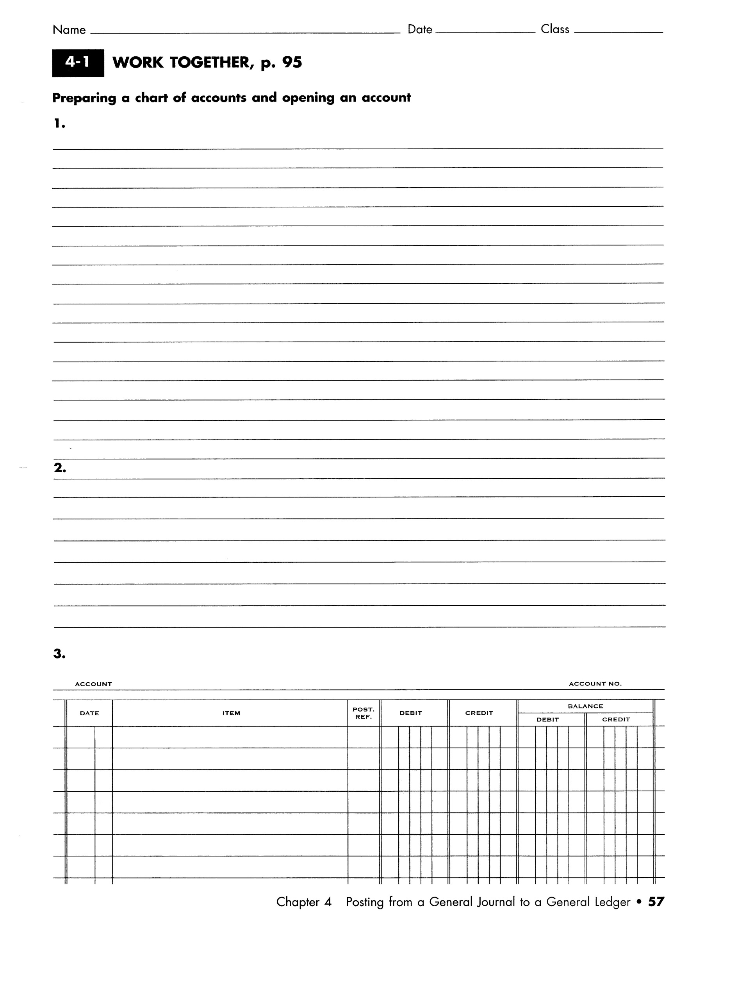 Name Date Class
4-1 WORK TOGETHER, p. 95
Preparing a chart of accounts and opening an account
1.
2.
3.
ACCOUNT ACCOUNT NO.
DATE ITEM POST. REF. DEBIT CREDIT BALANCE
DEBIT CREDIT
Chapter 4 Posting from a General Journal to a General Ledger • 57